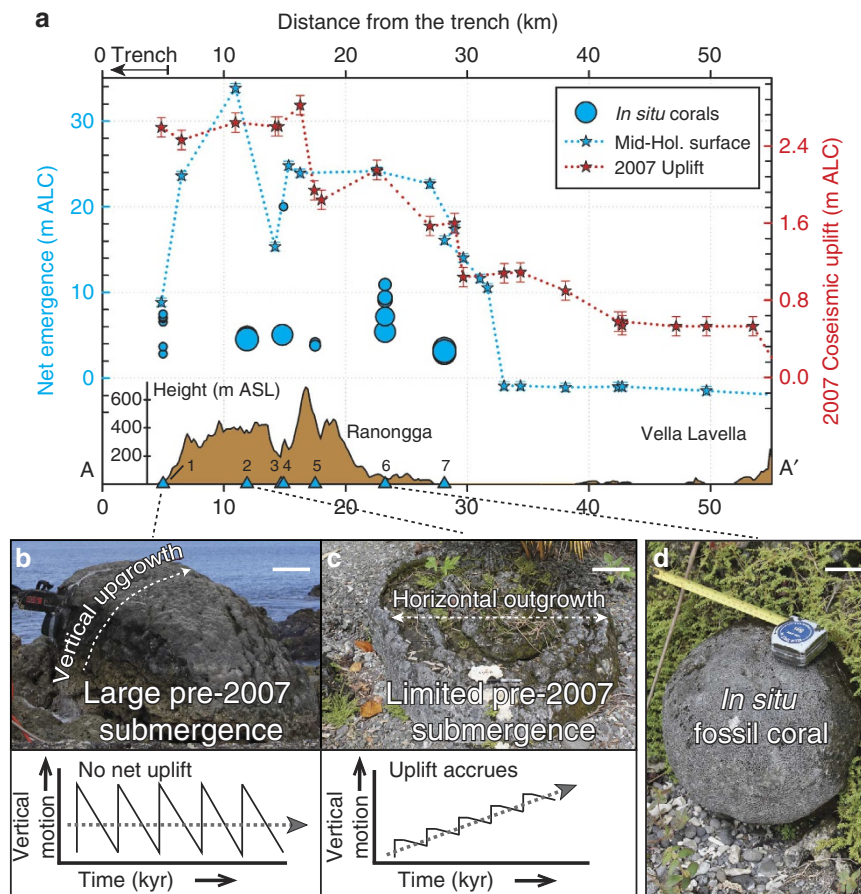 a
Distance from the trench (km)
0 10 20 30 40 50
Trench
In situ corals
Mid-Hol. surface
2007 Uplift
Net emergence (m ALC)
30
20
10
0
2007 Coseismic uplift (m ALC)
2.4
1.6
0.8
0.0
Height (m ASL)
600
400
200
Ranongga
Vella Lavella
A
1 2 3 4 5 6 7
A′
0 10 20 30 40 50
b
Vertical upgrowth
Large pre-2007
submergence
No net uplift
Vertical
motion
Time (kyr)
c
Horizontal outgrowth
Limited pre-2007
submergence
Uplift accrues
Vertical
motion
Time (kyr)
d
In situ
fossil coral